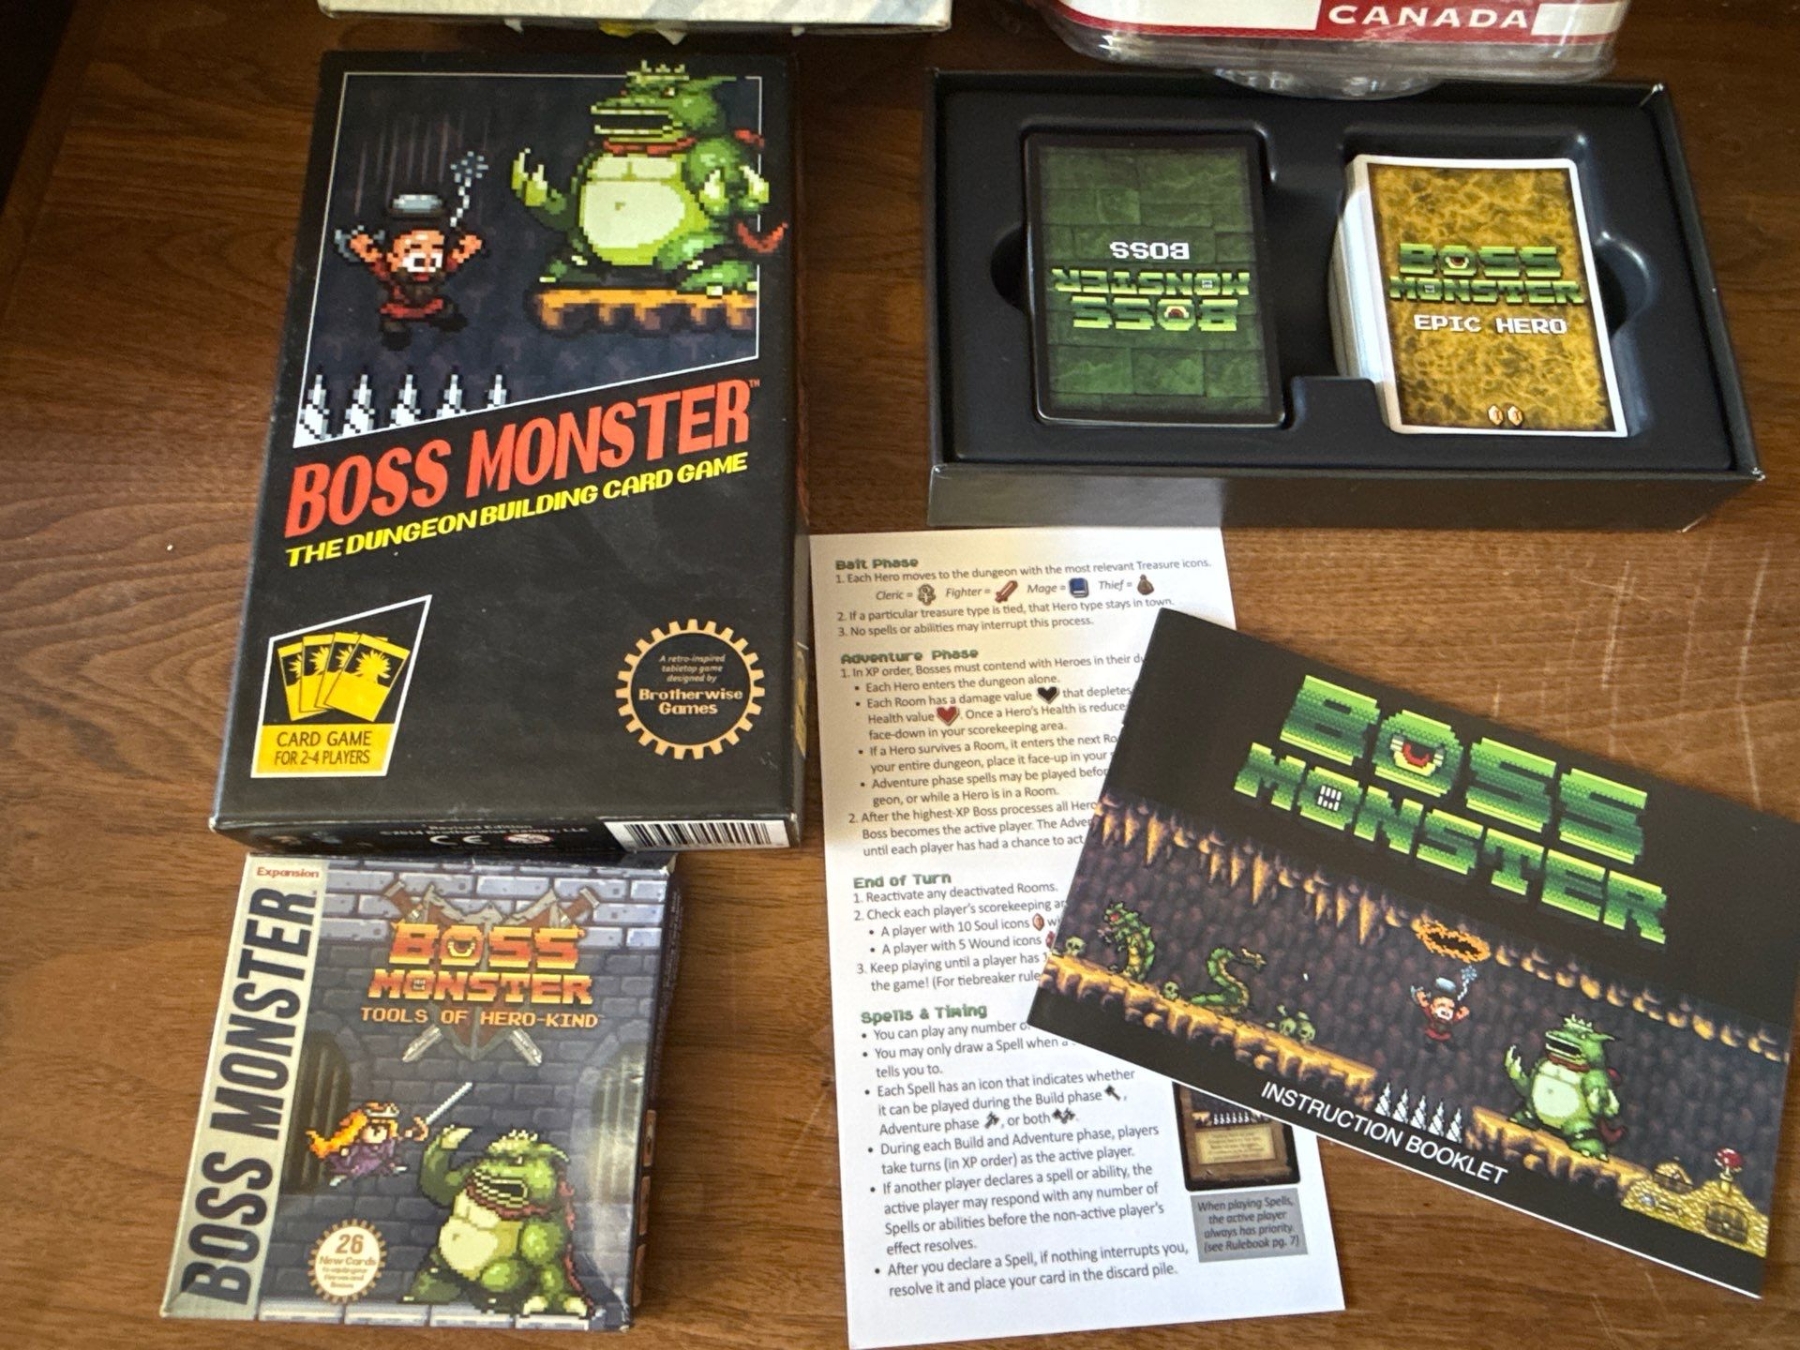 CANADA
BOSS MONSTER™
THE DUNGEON BUILDING CARD GAME
CARD GAME
FOR 2-4 PLAYERS
A retro-inspired
tabletop game
designed by
Brotherwise
Games
Revised Edition
CE
BOSS
MONSTER
BOSS
BOSS
MONSTER
EPIC HERO
Bait Phase
1. Each Hero moves to the dungeon with the most relevant Treasure icons.
Cleric = Fighter = Mage = Thief =
2. If a particular treasure type is tied, that Hero type stays in town.
3. No spells or abilities may interrupt this process.
Adventure Phase
1. In XP order, Bosses must contend with Heroes in their
• Each Hero enters the dungeon alone.
• Each Room has a damage value that depletes
Health value . Once a Hero's Health is
face-down in your scorekeeping area.
• If a Hero survives a Room, it enters the next
your entire dungeon, place it face-up in your
• Adventure phase spells may be played
geon, or while a Hero is in a Room.
2. After the highest-XP Boss processes all
Boss becomes the active player. The
until each player has had a chance to act
End of Turn
1. Reactivate any deactivated Rooms.
2. Check each player's scorekeeping
• A player with 10 Soul icons
• A player with 5 Wound icons
3. Keep playing until a player has
the game! (For tiebreaker
Spells & Timing
• You can play any number
• You may only draw a Spell when a
tells you to.
• Each Spell has an icon that indicates whether
it can be played during the Build phase ,
Adventure phase , or both .
• During each Build and Adventure phase, players
take turns (in XP order) as the active player.
• If another player declares a spell or ability, the
active player may respond with any number of
Spells or abilities before the non-active player's
effect resolves.
• After you declare a Spell, if nothing interrupts you,
resolve it and place your card in the discard pile.
When playing Spells,
the active player
always has priority.
(see Rulebook pg. 7)
BOSS
MONSTER
INSTRUCTION BOOKLET
Expansion
BOSS MONSTER
BOSS
MONSTER
TOOLS OF HERO-KIND
26
New Cards